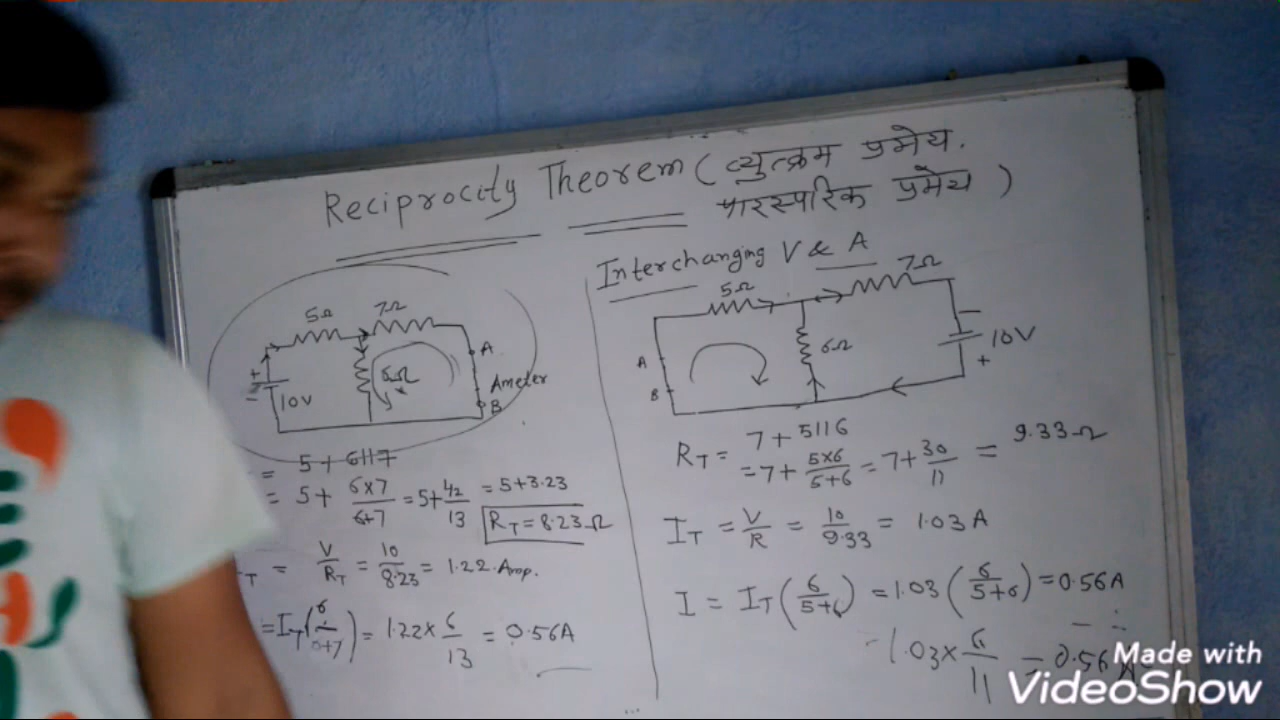 Reciprocity Theorem ( व्युत्क्रम प्रमेय.
पारस्परिक प्रमेय )
5Ω 7Ω
+
-
10V
6Ω
A
Ameter
B
= 5+6||7
= 5+ 6×7/6+7 = 5+42/13 = 5+3.23
RT = 8.23Ω
T = V/RT = 10/8.23 = 1.22 Amp.
= IT(6/6+7) = 1.22× 6/13 = 0.56A
Interchanging V & A
5Ω 7Ω
6Ω
A
B
10V
+
RT = 7+5||6
= 7+ 5×6/5+6 = 7+ 30/11 = 9.33Ω
IT = V/R = 10/9.33 = 1.03A
I = IT(6/5+6) = 1.03(6/5+6) = 0.56A
1.03× 6/11 = 0.56
Made with
VideoShow